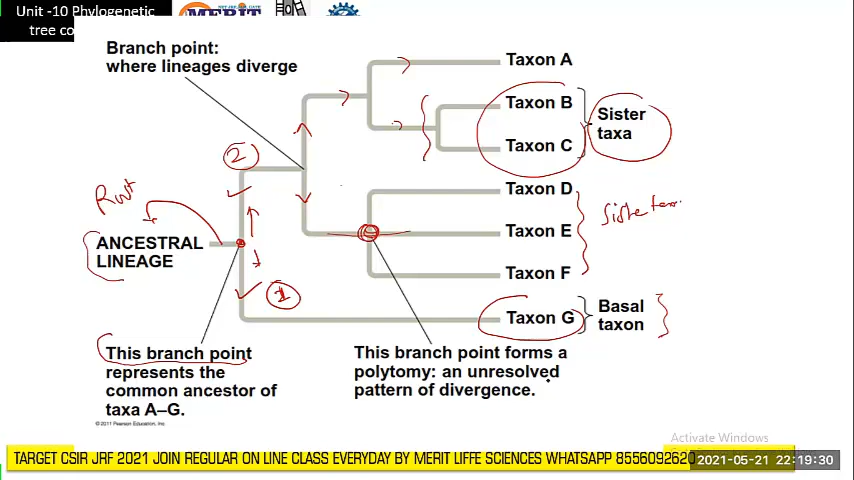 Unit -10 Phylogenetic
tree co
MERIT
Branch point:
where lineages diverge
Taxon A
Taxon B
Taxon C
Sister
taxa
2
Root
Taxon D
Taxon E
Taxon F
ANCESTRAL
LINEAGE
1
Taxon G
Basal
taxon
This branch point
represents the
common ancestor of
taxa A–G.
This branch point forms a
polytomy: an unresolved
pattern of divergence.
© 2011 Pearson Education, Inc.
Activate Windows
TARGET CSIR JRF 2021 JOIN REGULAR ON LINE CLASS EVERYDAY BY MERIT LIFFE SCIENCES WHATSAPP 8556092620
2021-05-21 22:19:30